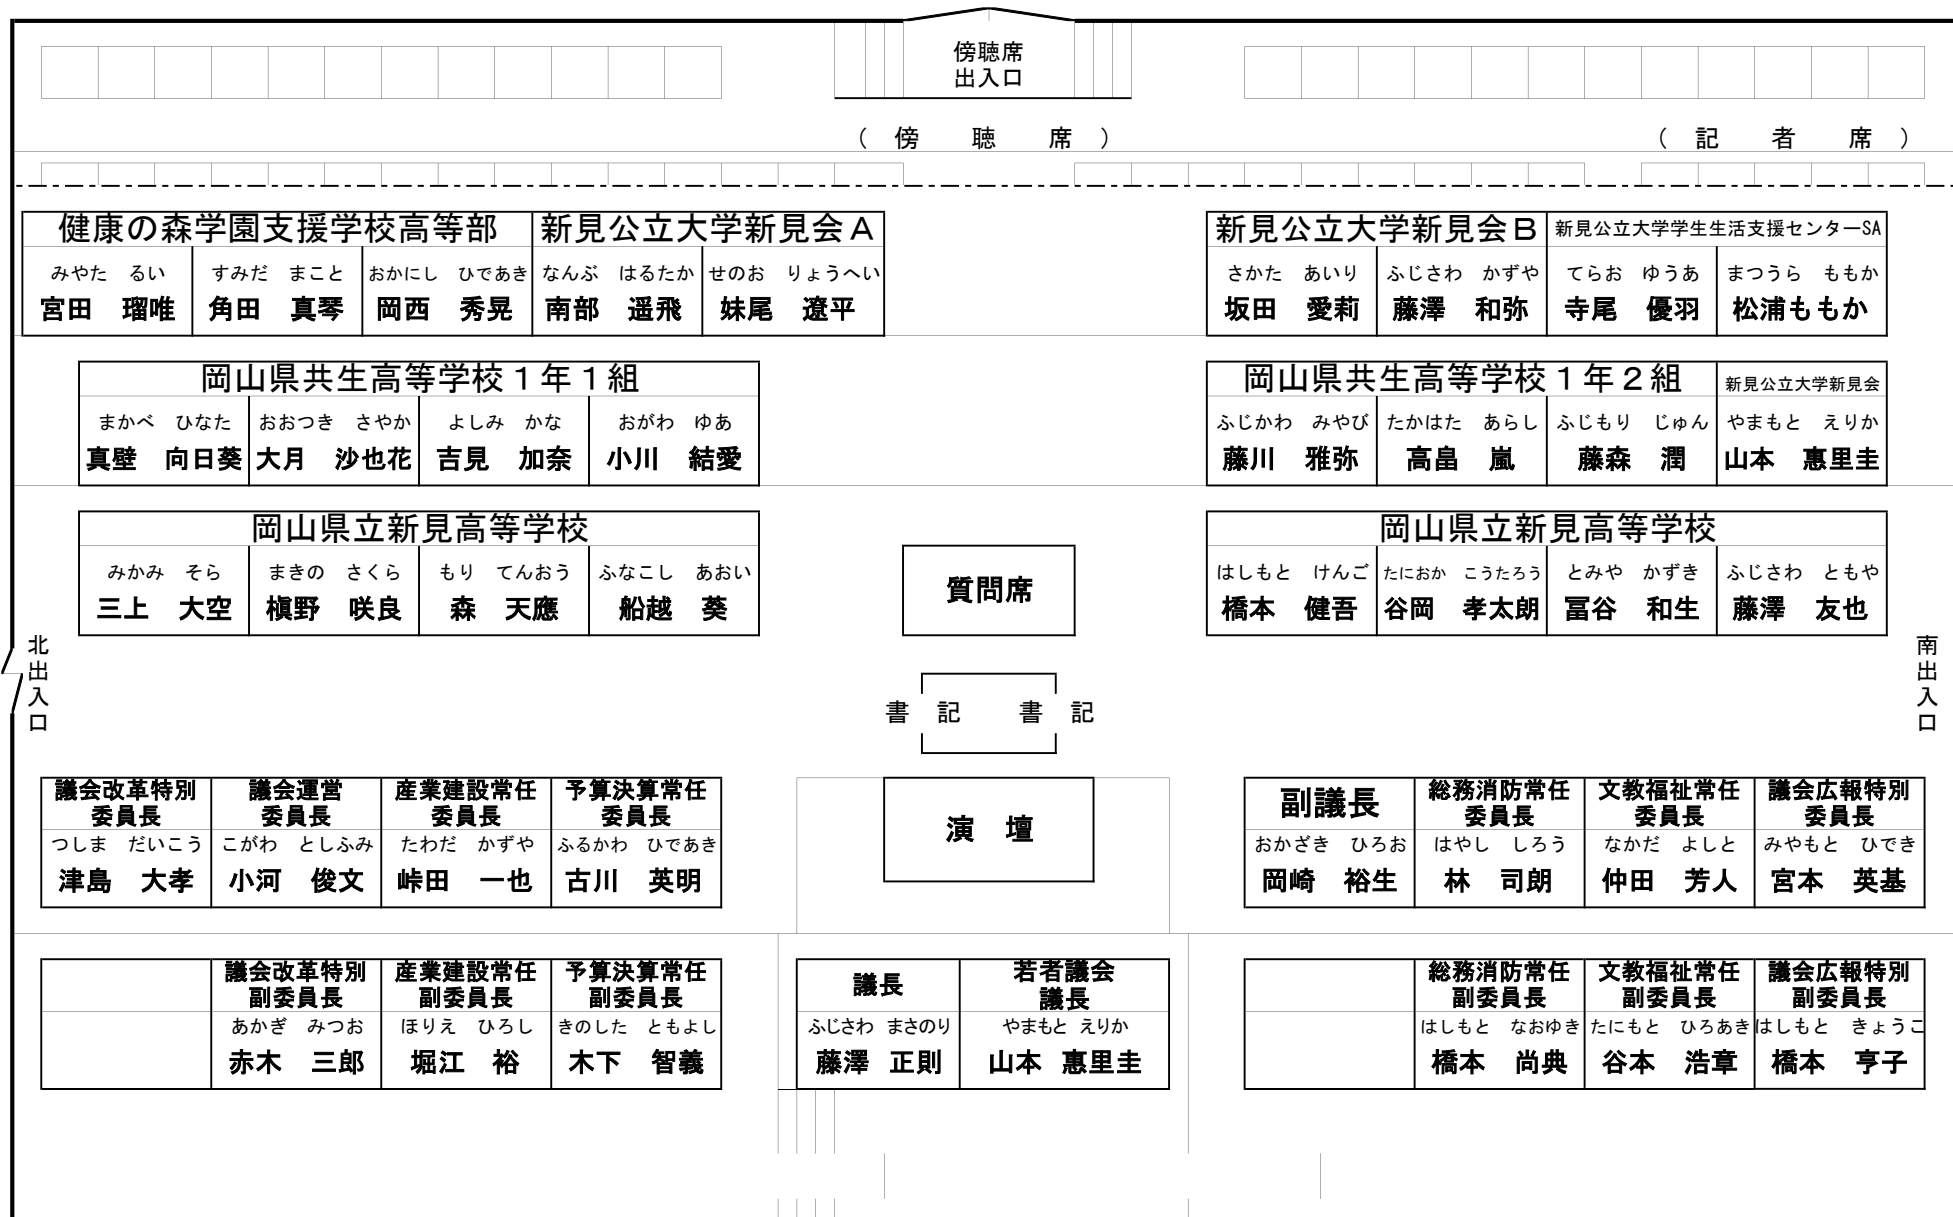 傍聴席
出入口
（ 傍 聴 席 ）
（ 記 者 席 ）
健康の森学園支援学校高等部 新見公立大学新見会Ａ 新見公立大学新見会Ｂ 新見公立大学学生生活支援センターSA
みやた るい すみだ まこと おかにし ひであき なんぶ はるたか せのお りょうへい さかた あいり ふじさわ かずや てらお ゆうあ まつうら ももか
宮田 瑠唯 角田 真琴 岡西 秀晃 南部 遥飛 妹尾 遼平 坂田 愛莉 藤澤 和弥 寺尾 優羽 松浦ももか
岡山県共生高等学校１年１組 岡山県共生高等学校１年２組 新見公立大学新見会
まかべ ひなた おおつき さやか よしみ かな おがわ ゆあ ふじかわ みやび たかはた あらし ふじもり じゅん やまもと えりか
真壁 向日葵 大月 沙也花 吉見 加奈 小川 結愛 藤川 雅弥 高畠 嵐 藤森 潤 山本 惠里圭
岡山県立新見高等学校 岡山県立新見高等学校
みかみ そら まきの さくら もり てんおう ふなこし あおい はしもと けんご たにおか こうたろう とみや かずき ふじさわ ともや
三上 大空 槇野 咲良 森 天應 船越 葵 質問席 橋本 健吾 谷岡 孝太朗 冨谷 和生 藤澤 友也
北出入口
南出入口
書 記 書 記
議会改革特別 議会運営 産業建設常任 予算決算常任 副議長 総務消防常任 文教福祉常任 議会広報特別
委員長 委員長 委員長 委員長 委員長 委員長 委員長
演 壇
つしま だいこう こがわ としふみ たわだ かずや ふるかわ ひであき おかざき ひろお はやし しろう なかだ よしと みやもと ひでき
津島 大孝 小河 俊文 峠田 一也 古川 英明 岡崎 裕生 林 司朗 仲田 芳人 宮本 英基
議会改革特別 産業建設常任 予算決算常任 議長 若者議会 総務消防常任 文教福祉常任 議会広報特別
副委員長 副委員長 副委員長 議長 副委員長 副委員長 副委員長
あかぎ みつお ほりえ ひろし きのした ともよし ふじさわ まさのり やまもと えりか はしもと なおゆき たにもと ひろあき はしもと きょうこ
赤木 三郎 堀江 裕 木下 智義 藤澤 正則 山本 惠里圭 橋本 尚典 谷本 浩章 橋本 亨子